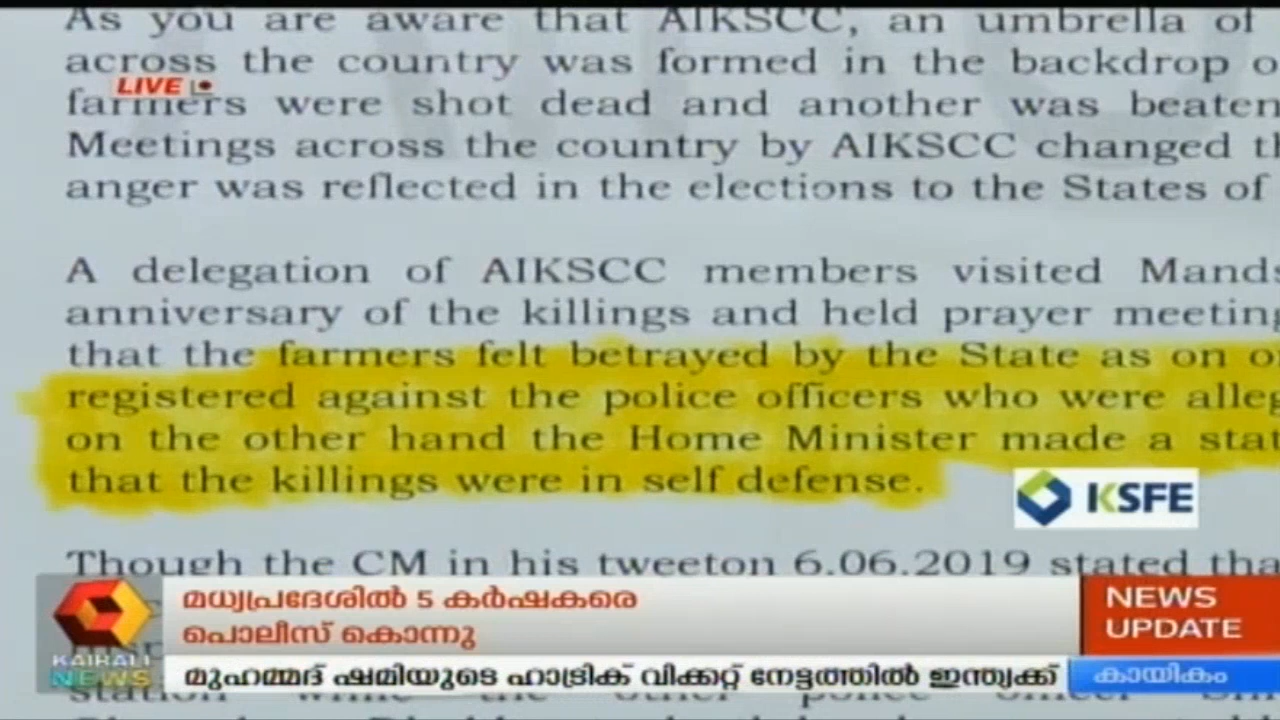 As you are aware that AIKSCC, an umbrella of
across the country was formed in the backdrop
LIVE
farmers were shot dead and another was beaten
Meetings across the country by AIKSCC changed
anger was reflected in the elections to the States of
A delegation of AIKSCC members visited
anniversary of the killings and held prayer
that the farmers felt betrayed by the State as on
registered against the police officers who were
on the other hand the Home Minister made a
that the killings were in self defense.
KSFE
Though the CM in his tweeton 6.06.2019 stated
മധ്യപ്രദേശിൽ 5 കർഷകരെ
പൊലീസ് കൊന്നു
NEWS
UPDATE
KAIRALI
NEWS
മുഹമ്മദ് ഷമിയുടെ ഹാട്രിക് വിക്കറ്റ് നേട്ടത്തിൽ ഇന്ത്യക്ക്
കായികം
station while the other police officer